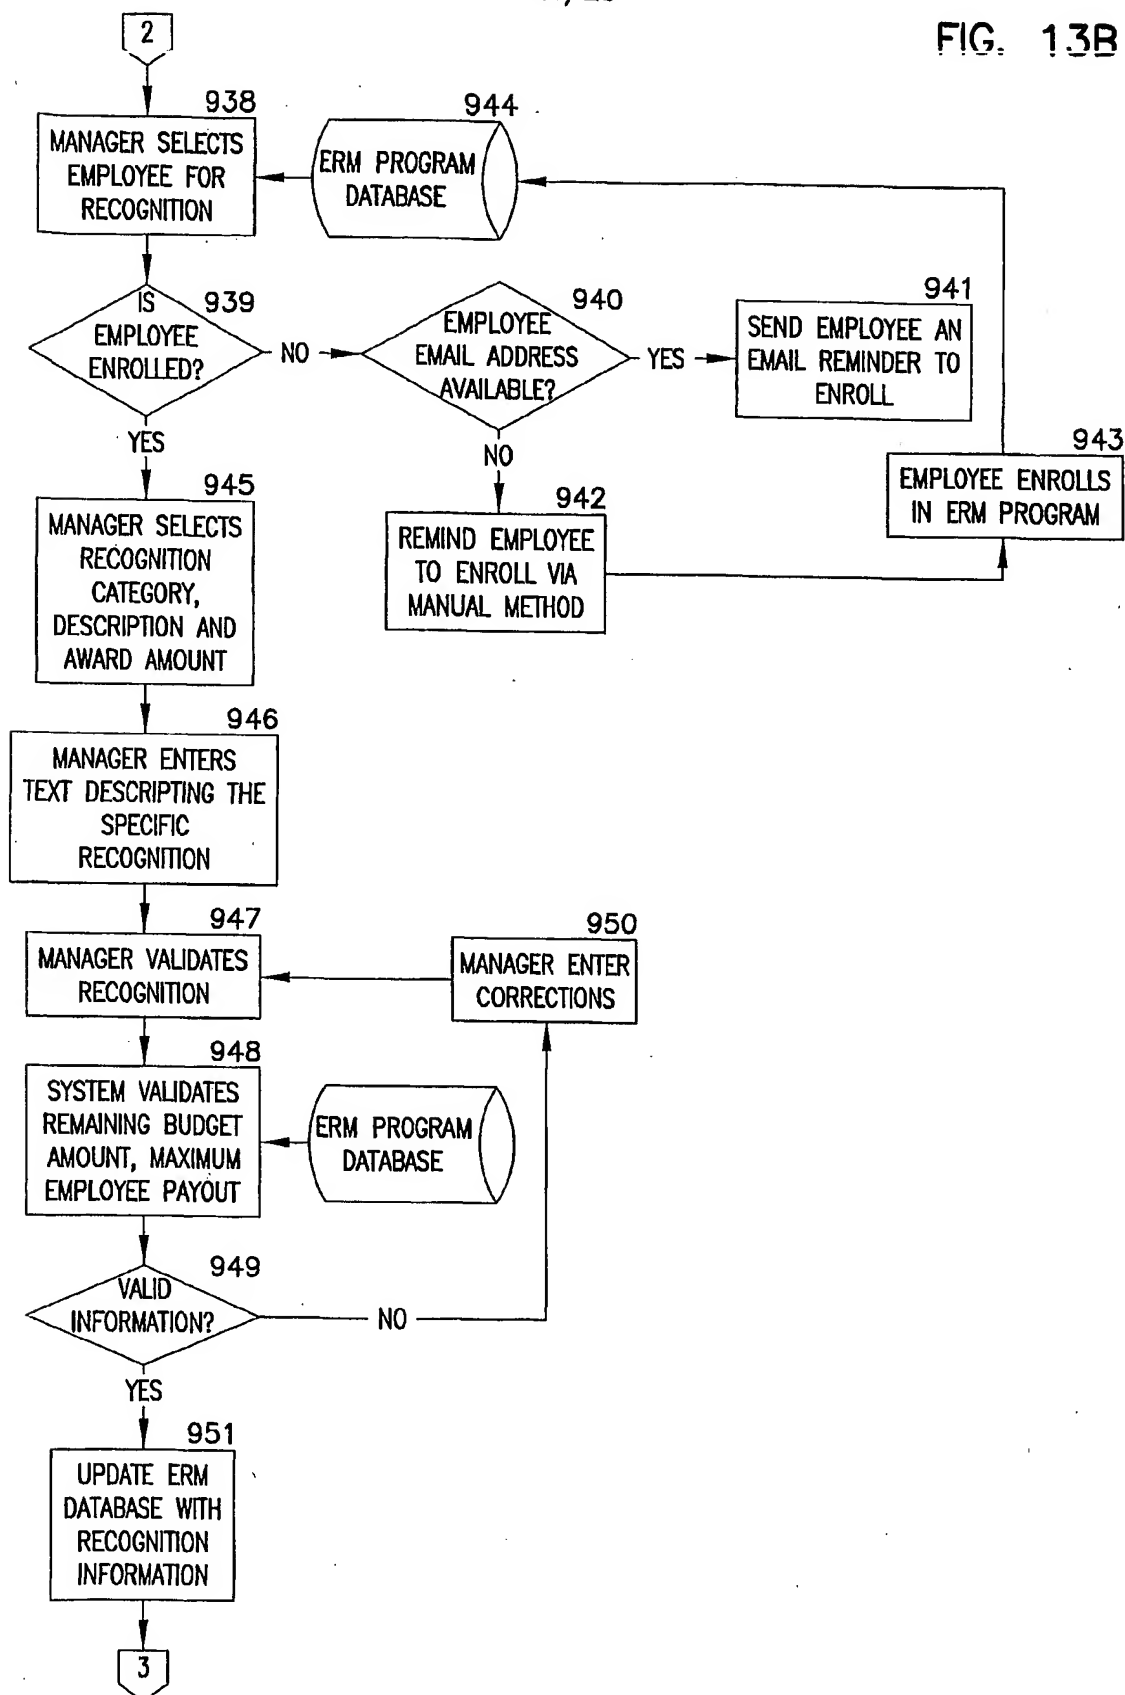 FIG. 13B
2
938
MANAGER SELECTS
EMPLOYEE FOR
RECOGNITION
944
ERM PROGRAM
DATABASE
IS
EMPLOYEE
ENROLLED?
939
NO
EMPLOYEE
EMAIL ADDRESS
AVAILABLE?
940
YES
941
SEND EMPLOYEE AN
EMAIL REMINDER TO
ENROLL
YES
NO
943
EMPLOYEE ENROLLS
IN ERM PROGRAM
942
REMIND EMPLOYEE
TO ENROLL VIA
MANUAL METHOD
945
MANAGER SELECTS
RECOGNITION
CATEGORY,
DESCRIPTION AND
AWARD AMOUNT
946
MANAGER ENTERS
TEXT DESCRIPTING THE
SPECIFIC
RECOGNITION
947
MANAGER VALIDATES
RECOGNITION
950
MANAGER ENTER
CORRECTIONS
948
SYSTEM VALIDATES
REMAINING BUDGET
AMOUNT, MAXIMUM
EMPLOYEE PAYOUT
ERM PROGRAM
DATABASE
949
VALID
INFORMATION?
NO
YES
951
UPDATE ERM
DATABASE WITH
RECOGNITION
INFORMATION
3